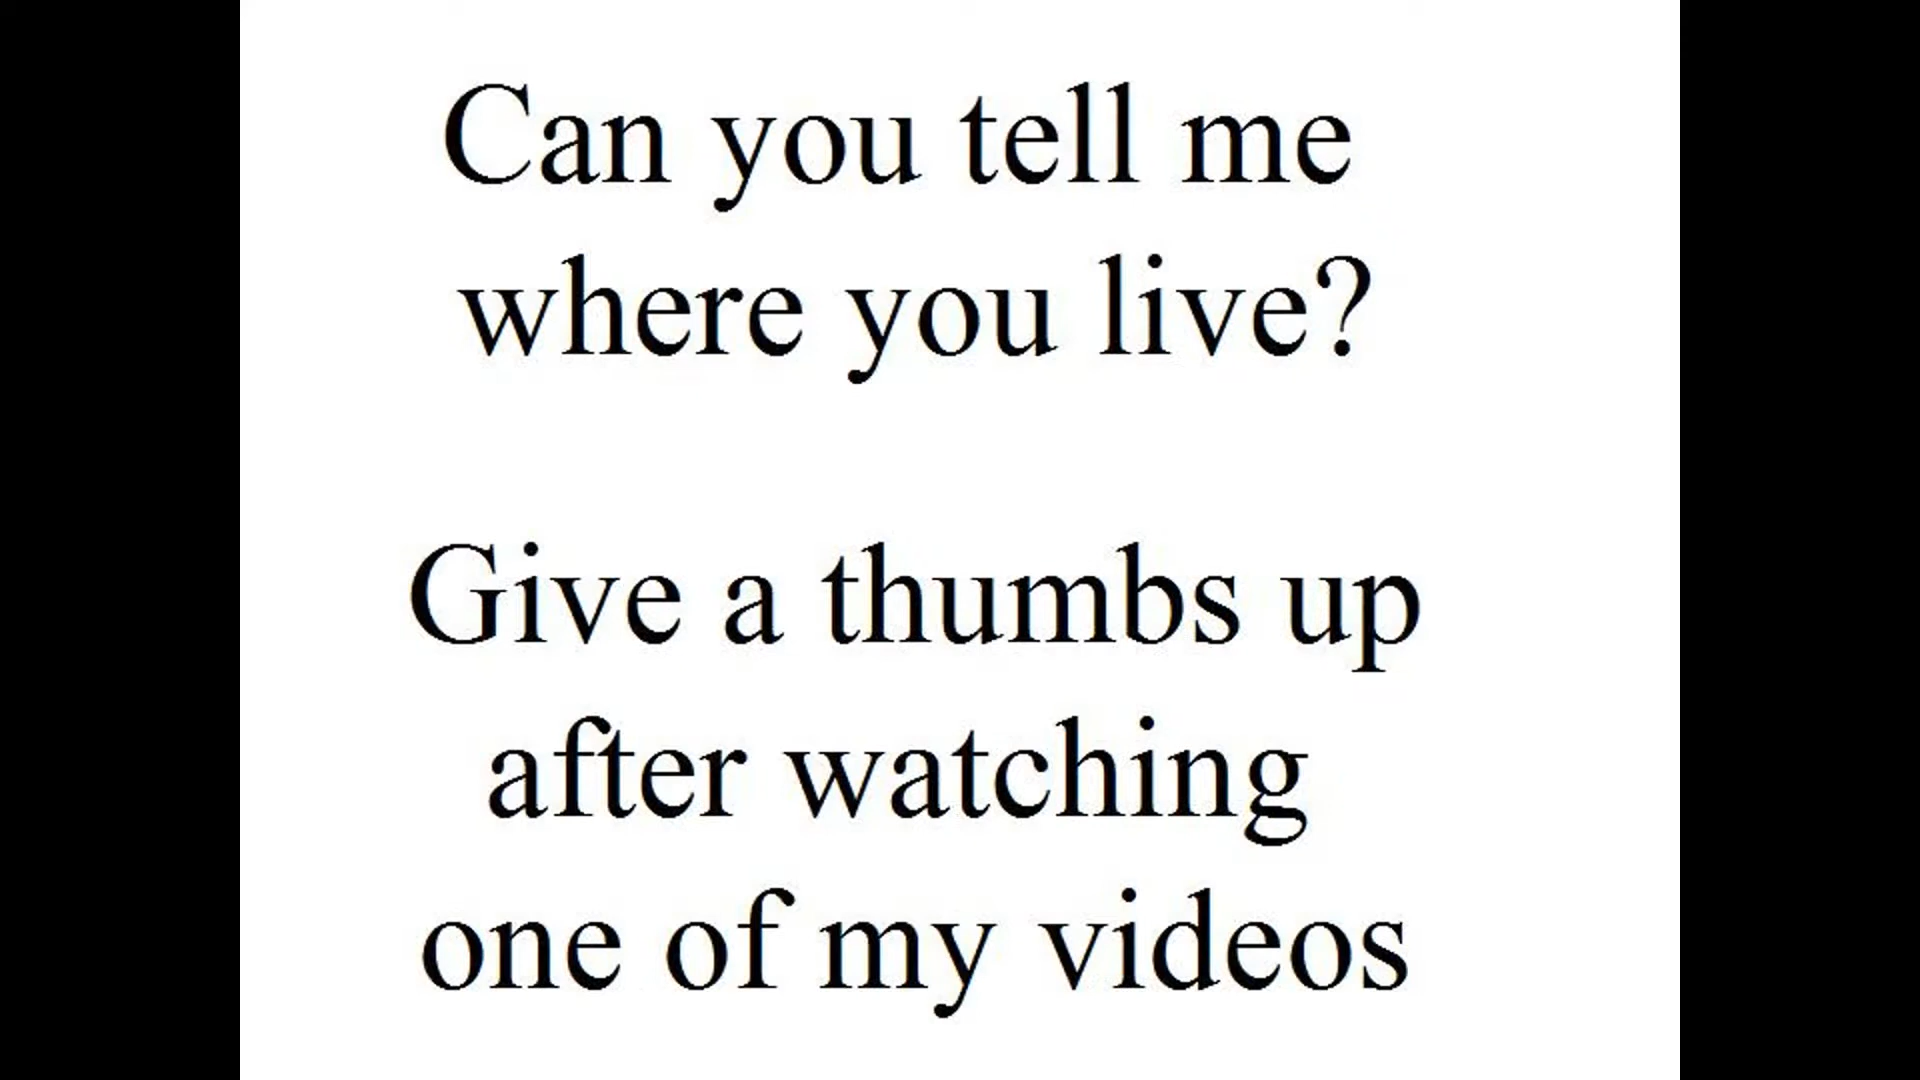 Can you tell me
where you live?
Give a thumbs up
after watching
one of my videos